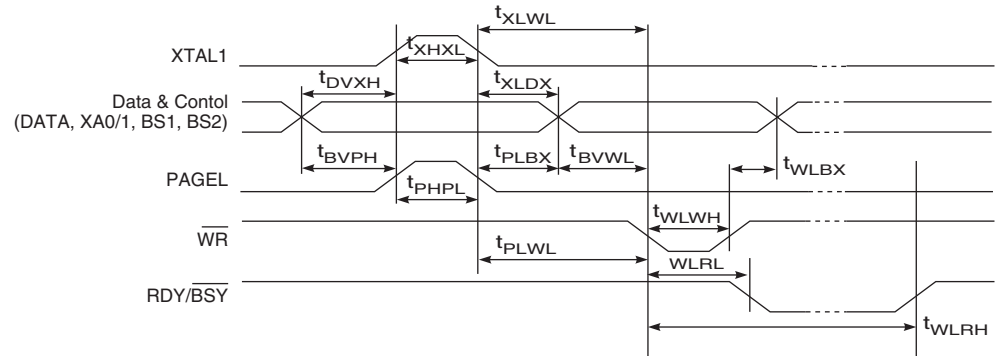 tXLWL
XTAL1
tXHXL
tDVXH
tXLDX
Data & Contol
(DATA, XA0/1, BS1, BS2)
tBVPH
tPLBX
tBVWL
tWLBX
PAGEL
tPHPL
tWLWH
WR
tPLWL
WLRL
RDY/BSY
tWLRH